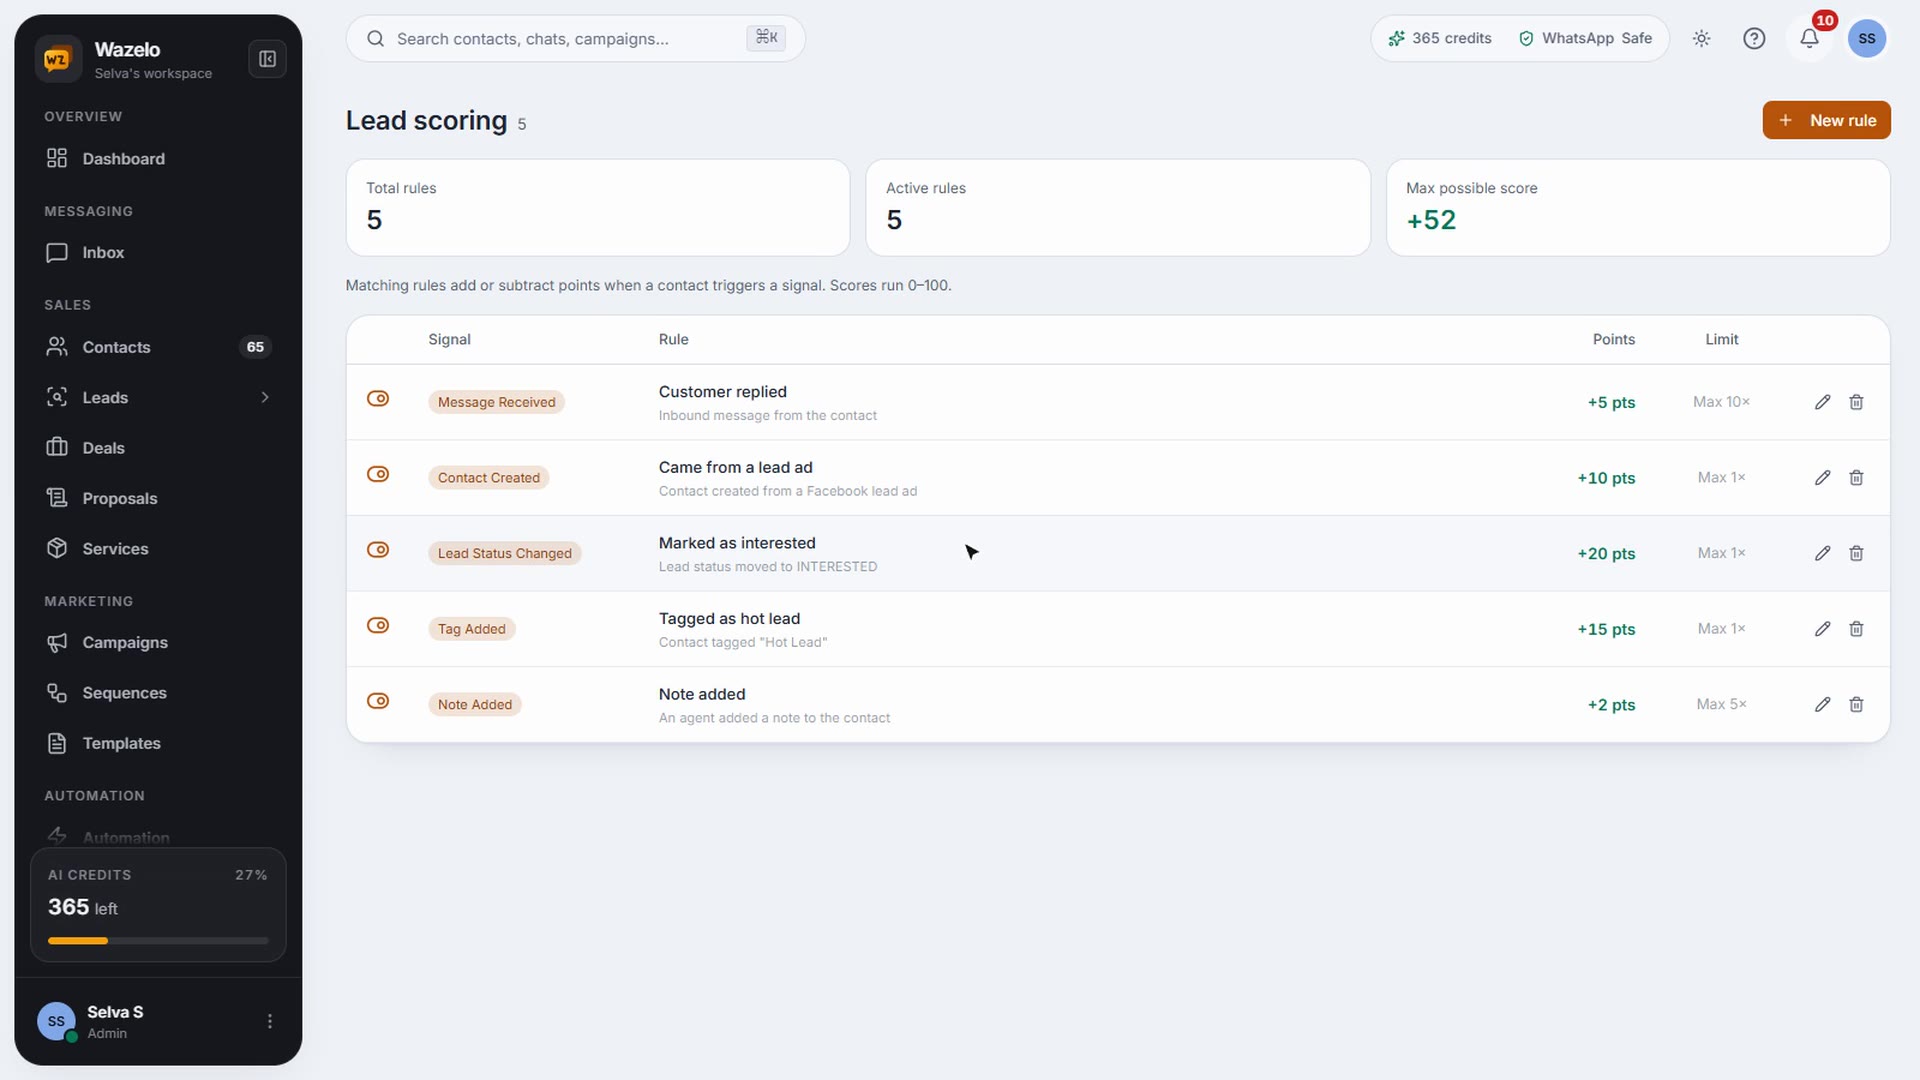 WZ
Wazelo
Selva's workspace
OVERVIEW
Dashboard
MESSAGING
Inbox
SALES
Contacts 65
Leads
Deals
Proposals
Services
MARKETING
Campaigns
Sequences
Templates
AUTOMATION
Automation
AI CREDITS 27%
365 left
SS
Selva S
Admin
Search contacts, chats, campaigns... ⌘K
365 credits WhatsApp Safe
10
SS
Lead scoring 5
+ New rule
Total rules
5
Active rules
5
Max possible score
+52
Matching rules add or subtract points when a contact triggers a signal. Scores run 0–100.
Signal Rule Points Limit
Message Received Customer replied +5 pts Max 10×
Inbound message from the contact
Contact Created Came from a lead ad +10 pts Max 1×
Contact created from a Facebook lead ad
Lead Status Changed Marked as interested +20 pts Max 1×
Lead status moved to INTERESTED
Tag Added Tagged as hot lead +15 pts Max 1×
Contact tagged "Hot Lead"
Note Added Note added +2 pts Max 5×
An agent added a note to the contact